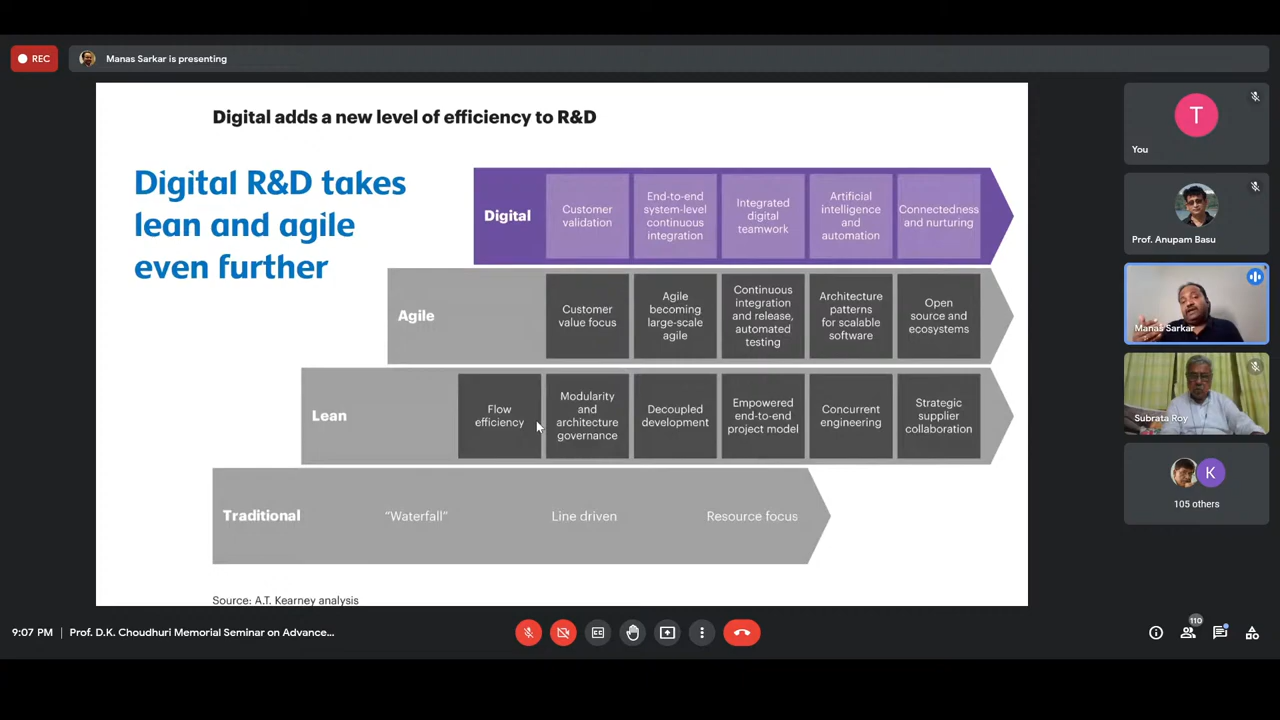 REC
Manas Sarkar is presenting
Digital adds a new level of efficiency to R&D
Digital R&D takes
lean and agile
even further
Digital
Customer
validation
End-to-end
system-level
continuous
integration
Integrated
digital
teamwork
Artificial
intelligence
and
automation
Connectedness
and nurturing
Agile
Customer
value focus
Agile
becoming
large-scale
agile
Continuous
integration
and release,
automated
testing
Architecture
patterns
for scalable
software
Open
source and
ecosystems
Lean
Flow
efficiency
Modularity
and
architecture
governance
Decoupled
development
Empowered
end-to-end
project model
Concurrent
engineering
Strategic
supplier
collaboration
Traditional
“Waterfall”
Line driven
Resource focus
Source: A.T. Kearney analysis
T
You
Prof. Anupam Basu
Manas Sarkar
Subrata Roy
K
105 others
9:07 PM | Prof. D.K. Choudhuri Memorial Seminar on Advance...
CC
110